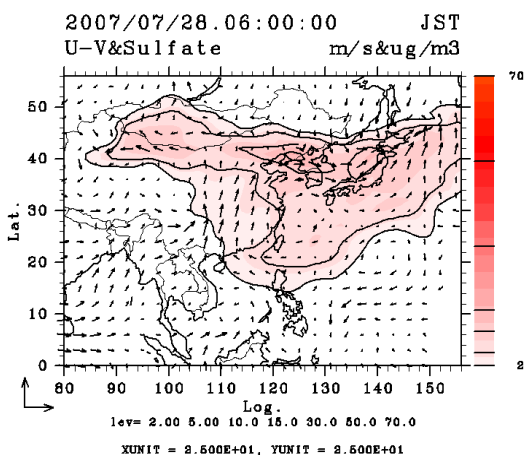 2007/07/28.06:00:00 JST
U-V&Sulfate m/s&ug/m3
70
50
40
Lat.
30
20
10
0 2
80 90 100 110 120 130 140 150
Log.
lev= 2.00 5.00 10.0 15.0 30.0 50.0 70.0
XUNIT = 2.500E+01, YUNIT = 2.500E+01